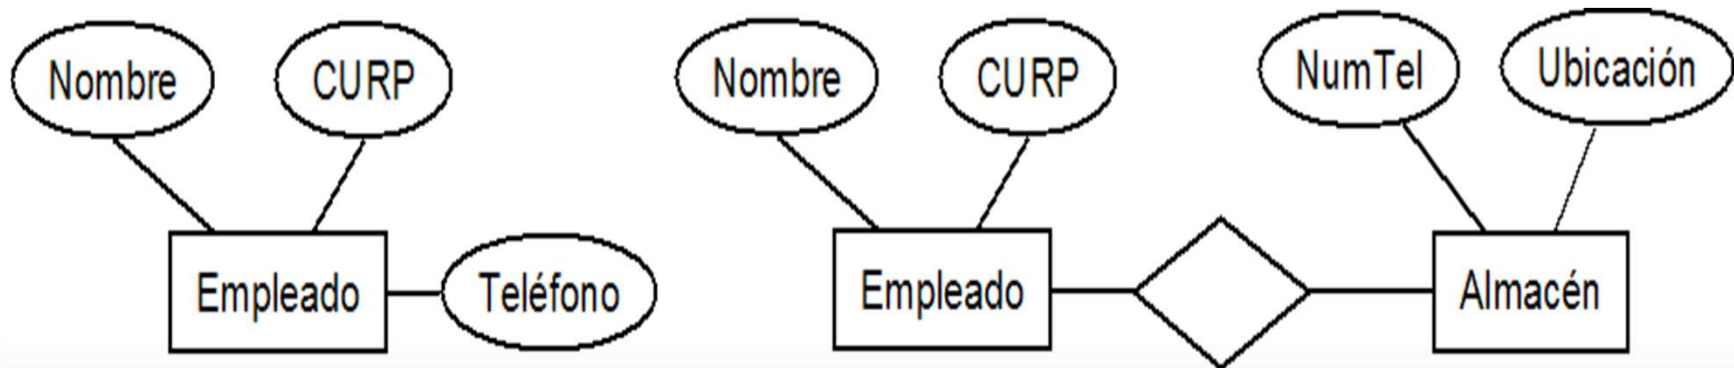 Nombre
CURP
Empleado
Teléfono
Nombre
CURP
NumTel
Ubicación
Empleado
Almacén